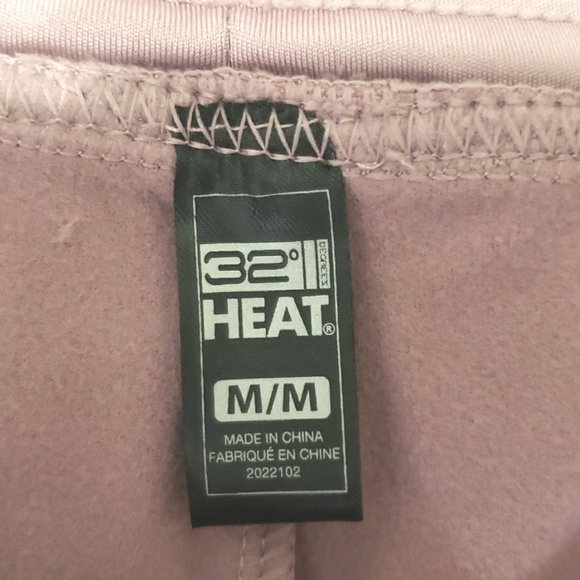 32° DEGREES
HEAT®
M/M
MADE IN CHINA
FABRIQUÉ EN CHINE
2022102